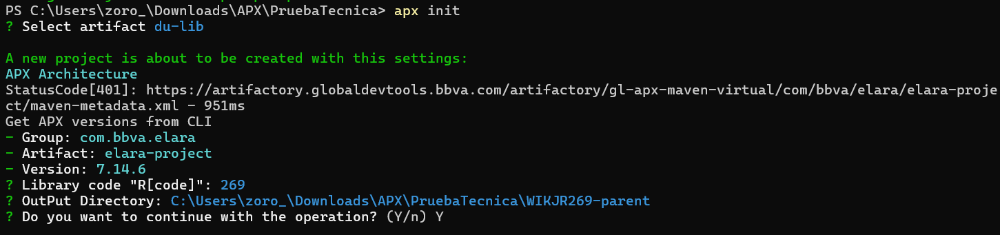 PS C:\Users\zoro_\Downloads\APX\PruebaTecnica> apx init
? Select artifact du-lib
A new project is about to be created with this settings:
APX Architecture
StatusCode[401]: https://artifactory.globaldevtools.bbva.com/artifactory/gl-apx-maven-virtual/com/bbva/elara/elara-proje
ct/maven-metadata.xml - 951ms
Get APX versions from CLI
- Group: com.bbva.elara
- Artifact: elara-project
- Version: 7.14.6
? Library code "R[code]": 269
? OutPut Directory: C:\Users\zoro_\Downloads\APX\PruebaTecnica\WIKJR269-parent
? Do you want to continue with the operation? (Y/n) Y